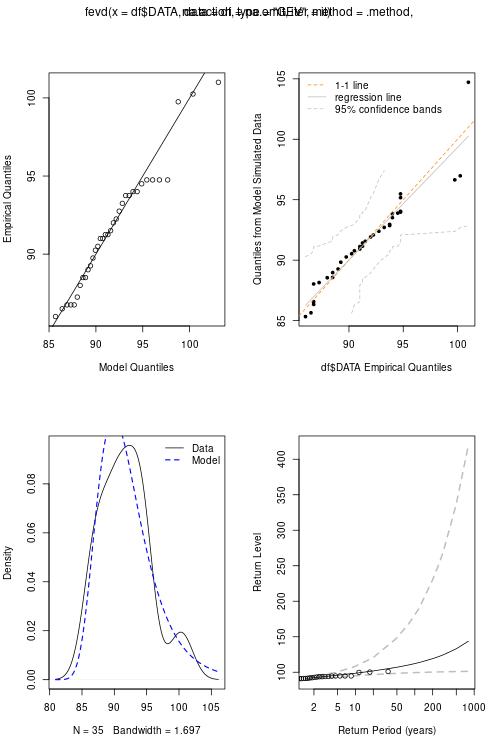 fevd(x = df$DATA, method = .method,
100
95
90
Empirical Quantiles
85 90 95 100
Model Quantiles
105
100
95
90
85
Quantiles from Model Simulated Data
1-1 line
regression line
95% confidence bands
90 95 100
df$DATA Empirical Quantiles
0.08
0.06
0.04
0.02
0.00
Density
Data
Model
80 85 90 95 100 105
N = 35 Bandwidth = 1.697
400
350
300
250
200
150
100
Return Level
2 5 10 50 200 1000
Return Period (years)